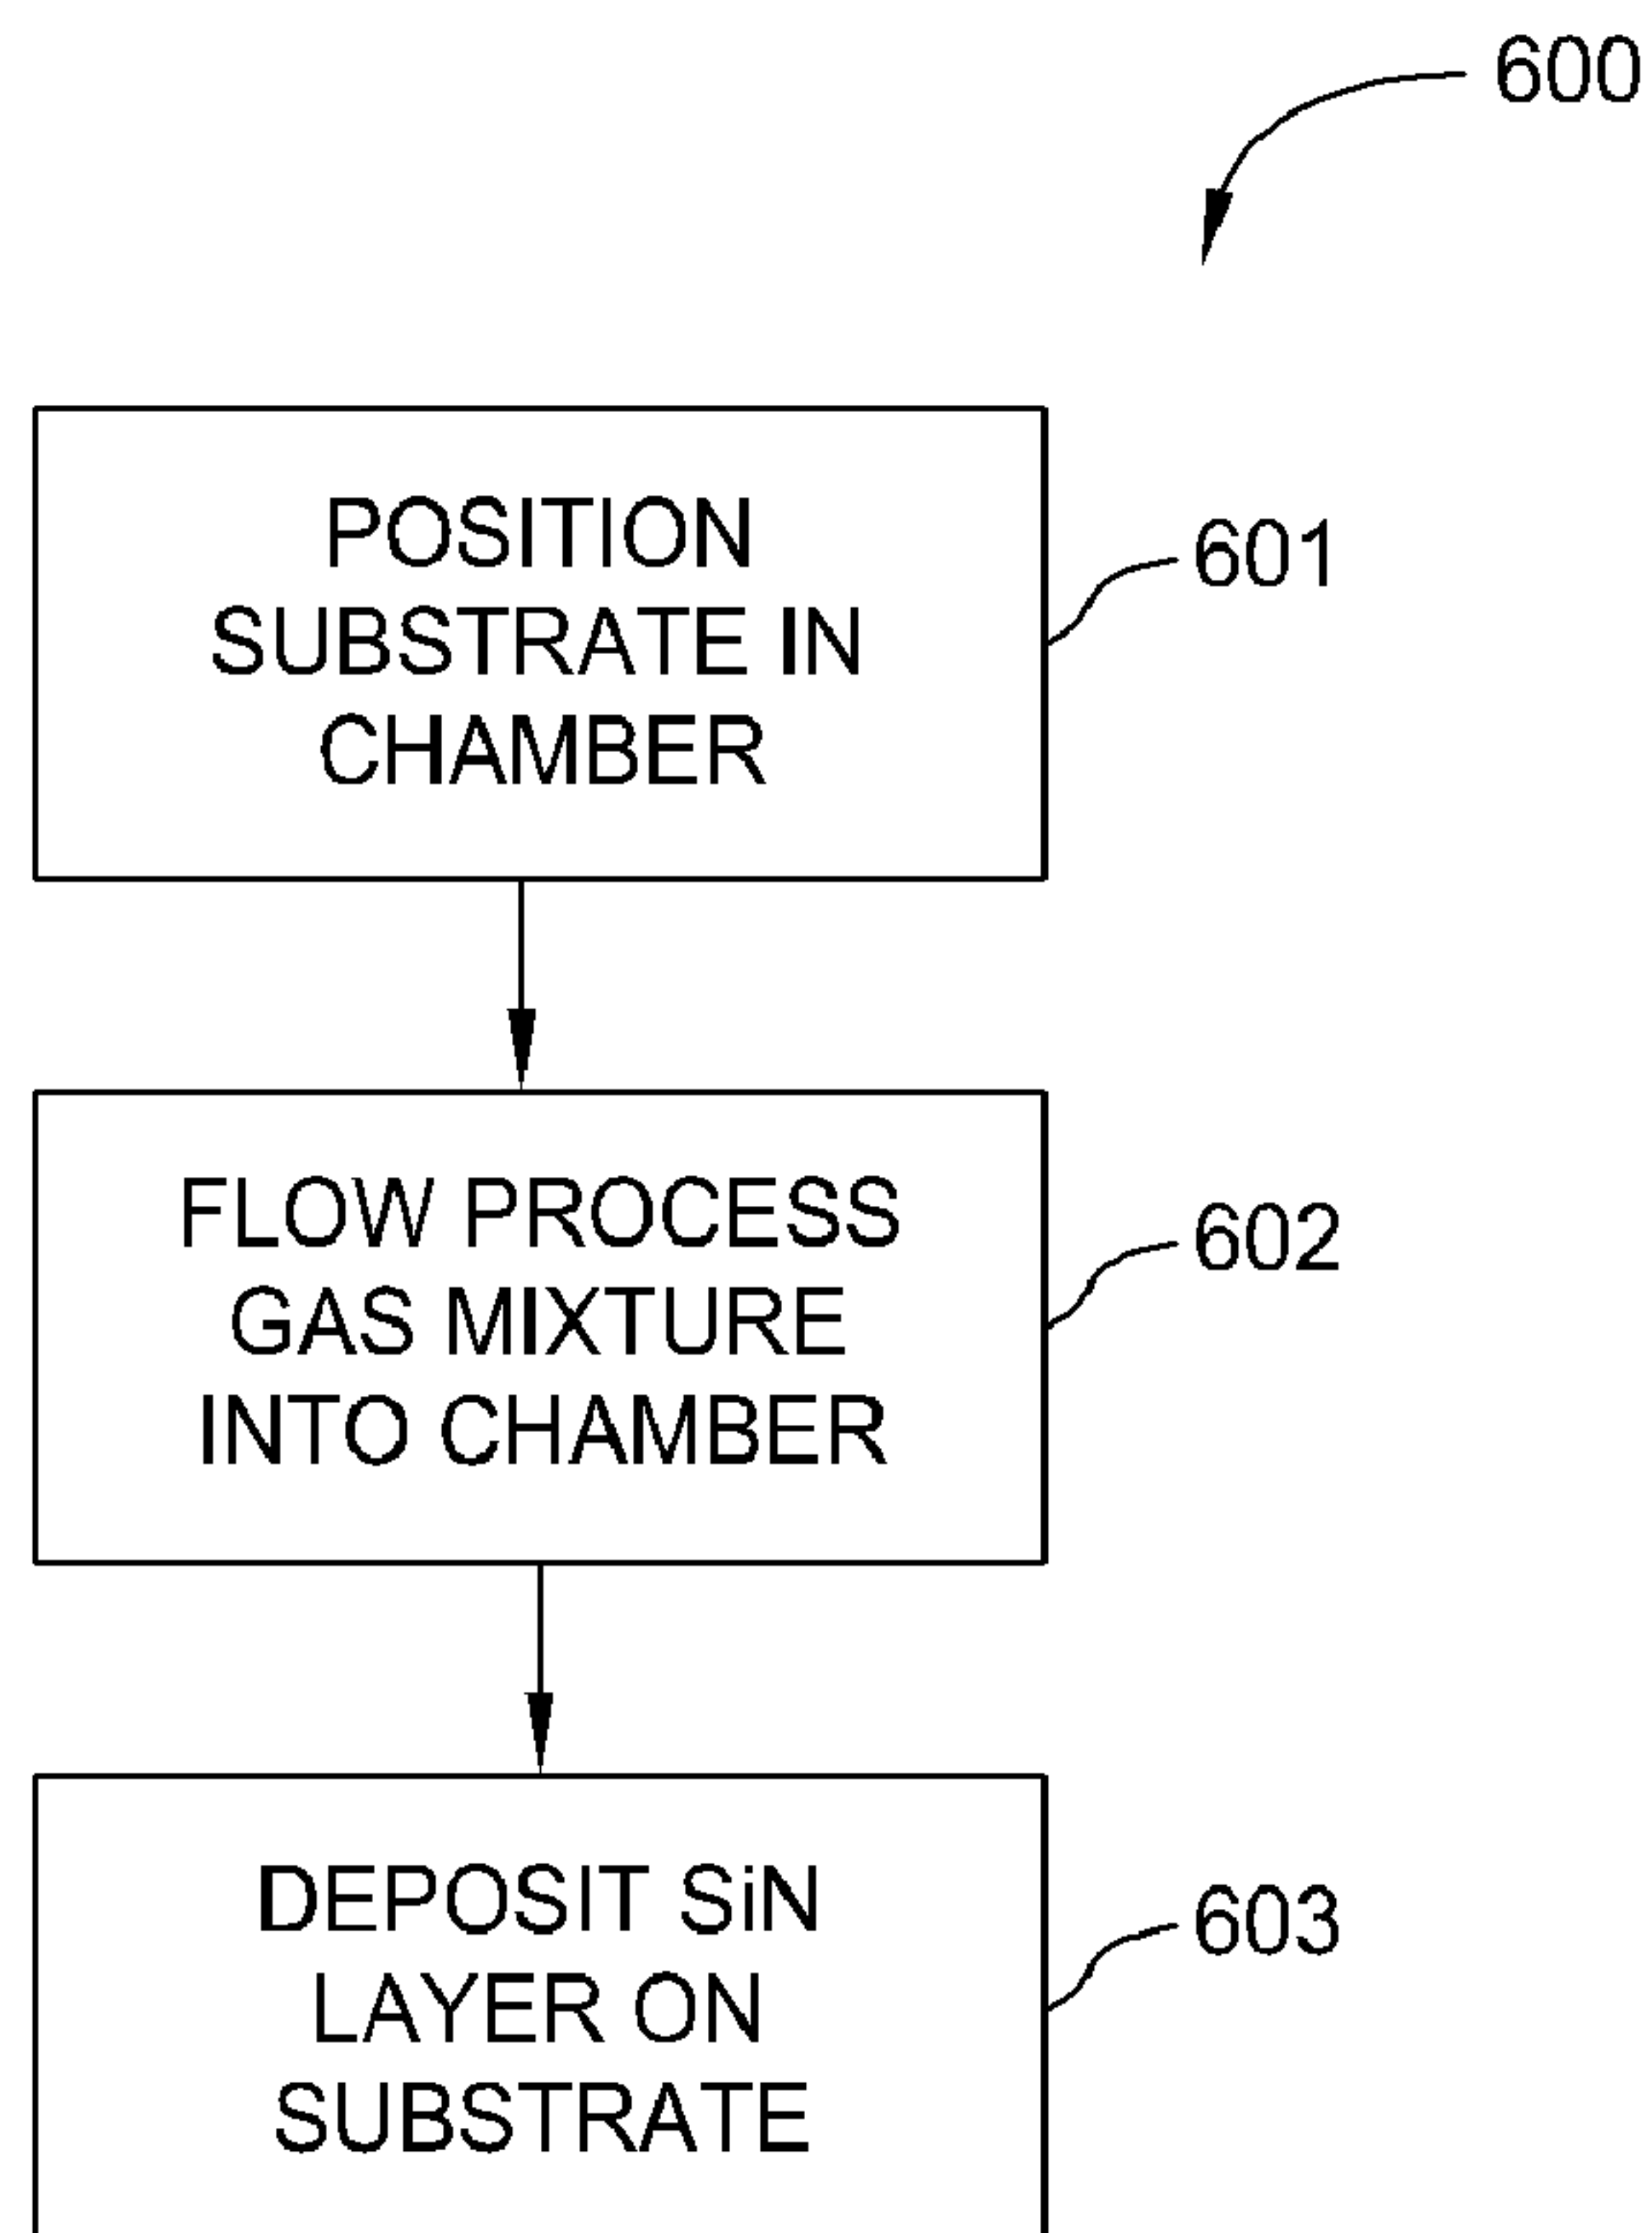 600
POSITION
SUBSTRATE IN
CHAMBER
601
FLOW PROCESS
GAS MIXTURE
INTO CHAMBER
602
DEPOSIT SiN
LAYER ON
SUBSTRATE
603